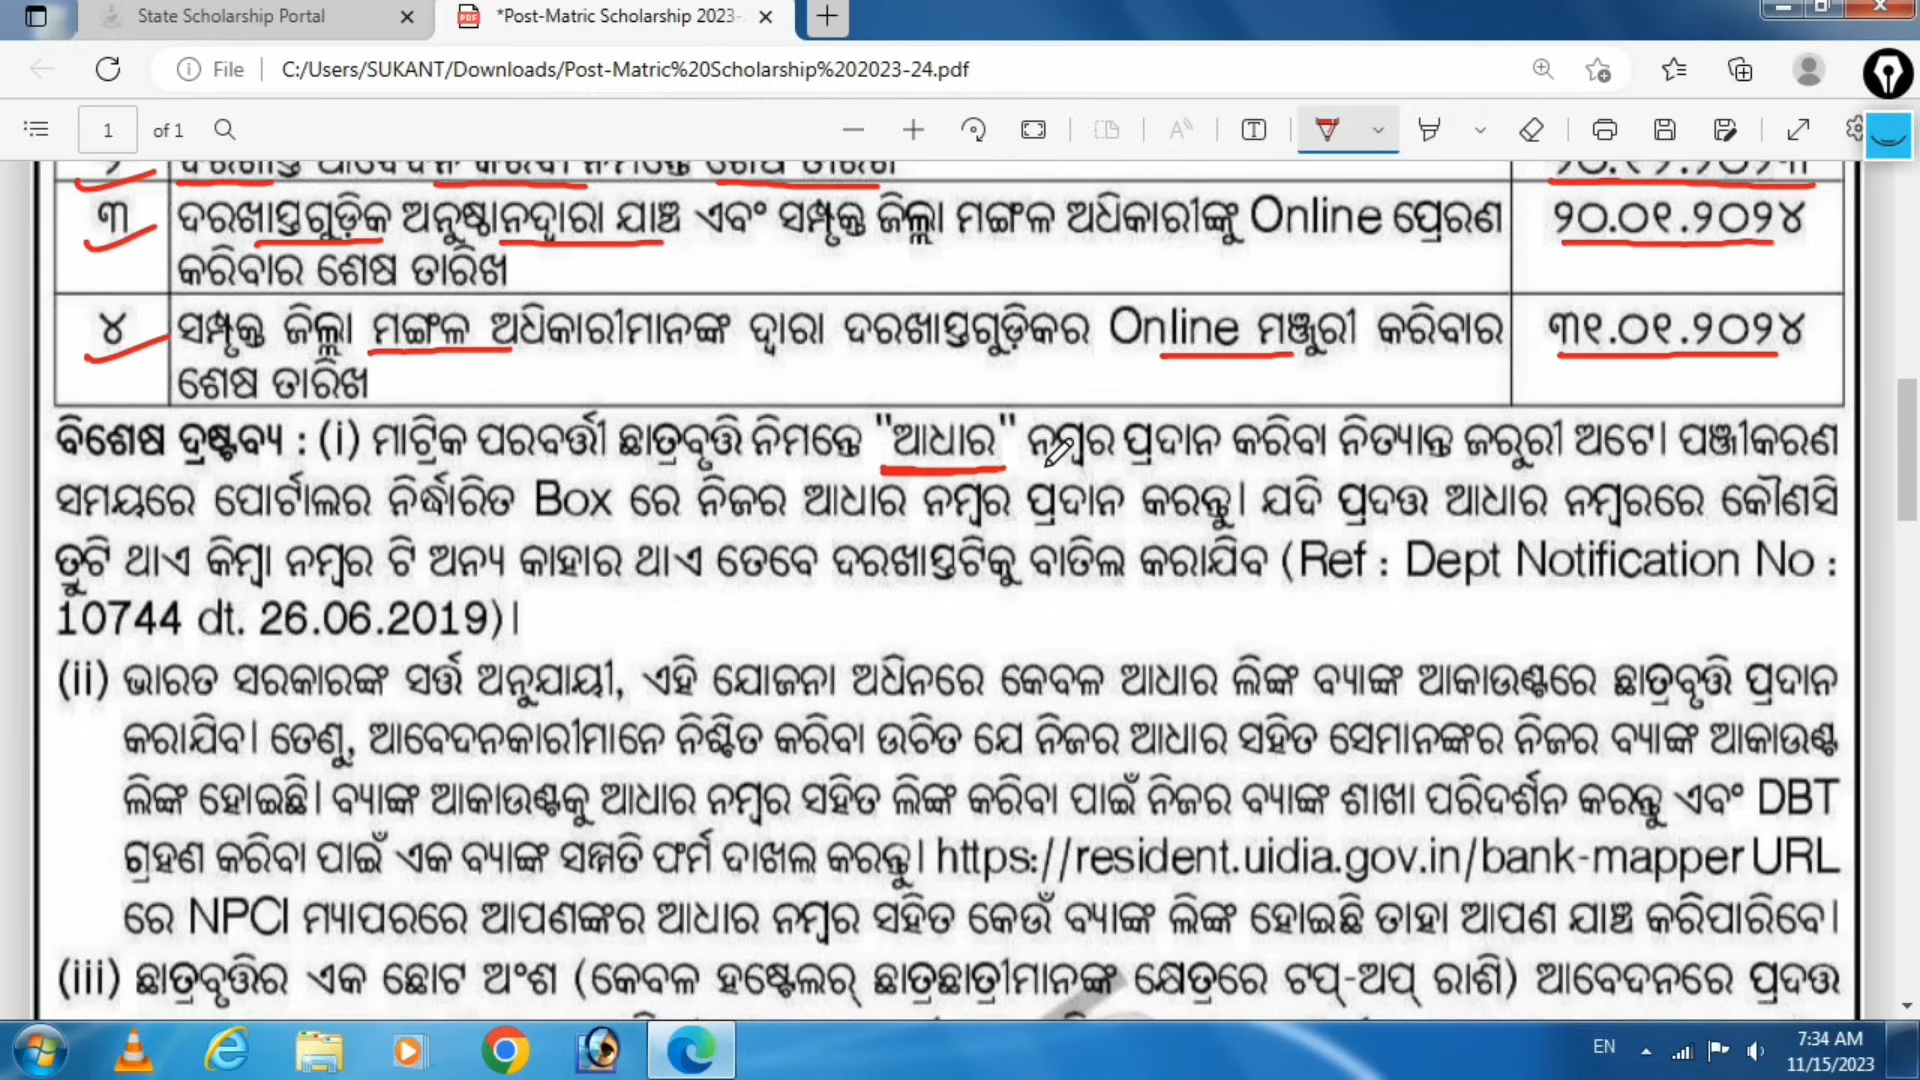 State Scholarship Portal
*Post-Matric Scholarship 2023-
File
C:/Users/SUKANT/Downloads/Post-Matric%20Scholarship%202023-24.pdf
1 of 1
୨ ଦରଖାସ୍ତ ଆବେଦନ କରିବା ନିମନ୍ତେ ଶେଷ ତାରିଖ
୩ ଦରଖାସ୍ତଗୁଡ଼ିକ ଅନୁଷ୍ଠାନଦ୍ୱାରା ଯାଞ୍ଚ ଏବଂ ସମ୍ପୃକ୍ତ ଜିଲ୍ଲା ମଙ୍ଗଳ ଅଧିକାରୀଙ୍କୁ Online ପ୍ରେରଣ ୨୦.୦୧.୨୦୨୪
କରିବାର ଶେଷ ତାରିଖ
୪ ସମ୍ପୃକ୍ତ ଜିଲ୍ଲା ମଙ୍ଗଳ ଅଧିକାରୀମାନଙ୍କ ଦ୍ୱାରା ଦରଖାସ୍ତଗୁଡ଼ିକର Online ମଞ୍ଜୁରୀ କରିବାର ୩୧.୦୧.୨୦୨୪
ଶେଷ ତାରିଖ
ବିଶେଷ ଦ୍ରଷ୍ଟବ୍ୟ : (i) ମାଟ୍ରିକ ପରବର୍ତ୍ତୀ ଛାତ୍ରବୃତ୍ତି ନିମନ୍ତେ "ଆଧାର" ନମ୍ବର ପ୍ରଦାନ କରିବା ନିତ୍ୟାନ୍ତ ଜରୁରୀ ଅଟେ। ପଞ୍ଜୀକରଣ
ସମୟରେ ପୋର୍ଟାଲର ନିର୍ଦ୍ଧାରିତ Box ରେ ନିଜର ଆଧାର ନମ୍ବର ପ୍ରଦାନ କରନ୍ତୁ। ଯଦି ପ୍ରଦତ୍ତ ଆଧାର ନମ୍ବରରେ କୌଣସି
ତ୍ରୁଟି ଥାଏ କିମ୍ବା ନମ୍ବର ଟି ଅନ୍ୟ କାହାର ଥାଏ ତେବେ ଦରଖାସ୍ତଟିକୁ ବାତିଲ କରାଯିବ (Ref : Dept Notification No :
10744 dt. 26.06.2019)।
(ii) ଭାରତ ସରକାରଙ୍କ ସର୍ତ୍ତ ଅନୁଯାୟୀ, ଏହି ଯୋଜନା ଅଧିନରେ କେବଳ ଆଧାର ଲିଙ୍କ ବ୍ୟାଙ୍କ ଆକାଉଣ୍ଟରେ ଛାତ୍ରବୃତ୍ତି ପ୍ରଦାନ
କରାଯିବ। ତେଣୁ, ଆବେଦନକାରୀମାନେ ନିଶ୍ଚିତ କରିବା ଉଚିତ ଯେ ନିଜର ଆଧାର ସହିତ ସେମାନଙ୍କର ନିଜର ବ୍ୟାଙ୍କ ଆକାଉଣ୍ଟ
ଲିଙ୍କ ହୋଇଛି। ବ୍ୟାଙ୍କ ଆକାଉଣ୍ଟକୁ ଆଧାର ନମ୍ବର ସହିତ ଲିଙ୍କ କରିବା ପାଇଁ ନିଜର ବ୍ୟାଙ୍କ ଶାଖା ପରିଦର୍ଶନ କରନ୍ତୁ ଏବଂ DBT
ଗ୍ରହଣ କରିବା ପାଇଁ ଏକ ବ୍ୟାଙ୍କ ସମ୍ମତି ଫର୍ମ ଦାଖଲ କରନ୍ତୁ। https://resident.uidia.gov.in/bank-mapper URL
ରେ NPCI ମ୍ୟାପରରେ ଆପଣଙ୍କର ଆଧାର ନମ୍ବର ସହିତ କେଉଁ ବ୍ୟାଙ୍କ ଲିଙ୍କ ହୋଇଛି ତାହା ଆପଣ ଯାଞ୍ଚ କରିପାରିବେ।
(iii) ଛାତ୍ରବୃତ୍ତିର ଏକ ଛୋଟ ଅଂଶ (କେବଳ ହଷ୍ଟେଲର୍ ଛାତ୍ରଛାତ୍ରୀମାନଙ୍କ କ୍ଷେତ୍ରରେ ଟପ୍-ଅପ୍ ରାଶି) ଆବେଦନରେ ପ୍ରଦତ୍ତ
EN
7:34 AM
11/15/2023